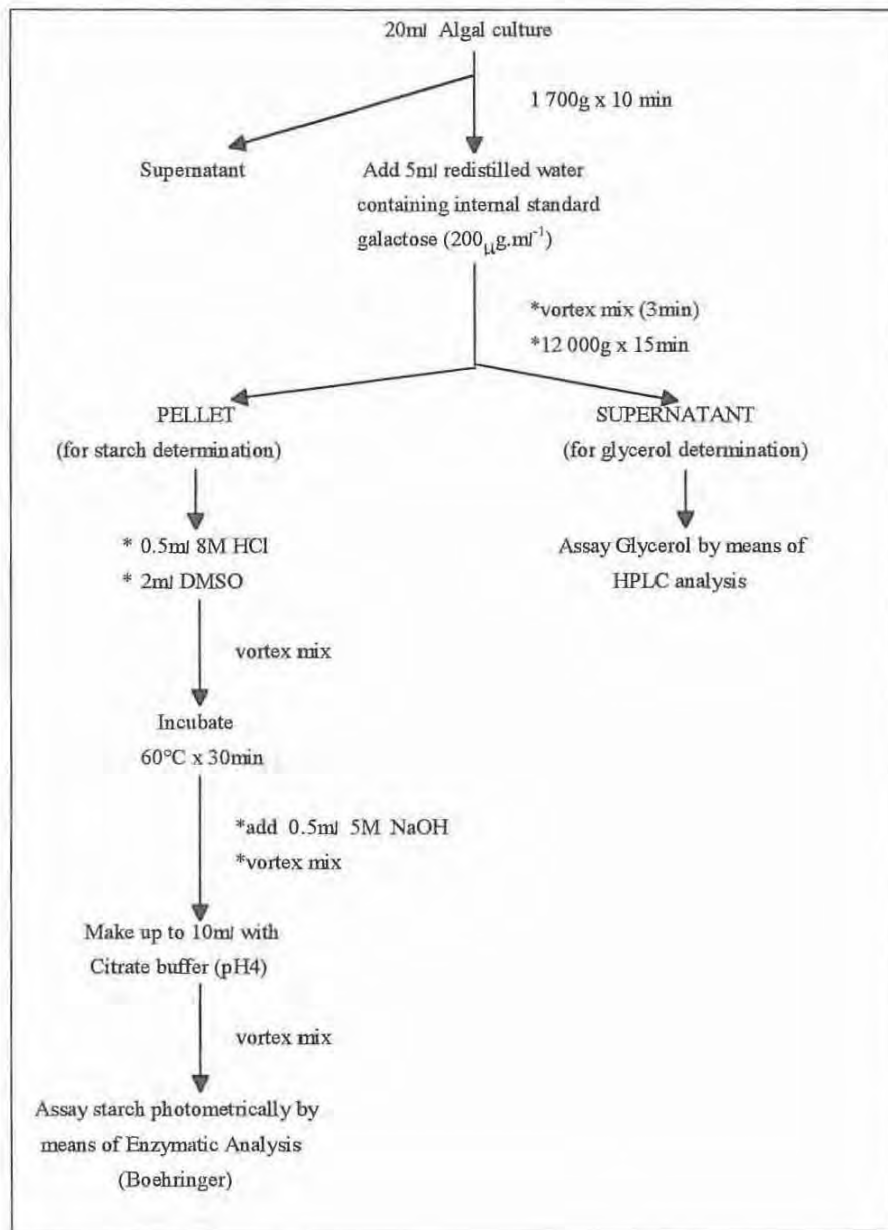 20ml Algal culture
1 700g x 10 min
Supernatant
Add 5ml redistilled water
containing internal standard
galactose (200μg.ml⁻¹)
*vortex mix (3min)
*12 000g x 15min
PELLET
(for starch determination)
SUPERNATANT
(for glycerol determination)
* 0.5ml 8M HCl
* 2ml DMSO
Assay Glycerol by means of
HPLC analysis
vortex mix
Incubate
60°C x 30min
*add 0.5ml 5M NaOH
*vortex mix
Make up to 10ml with
Citrate buffer (pH4)
vortex mix
Assay starch photometrically by
means of Enzymatic Analysis
(Boehringer)